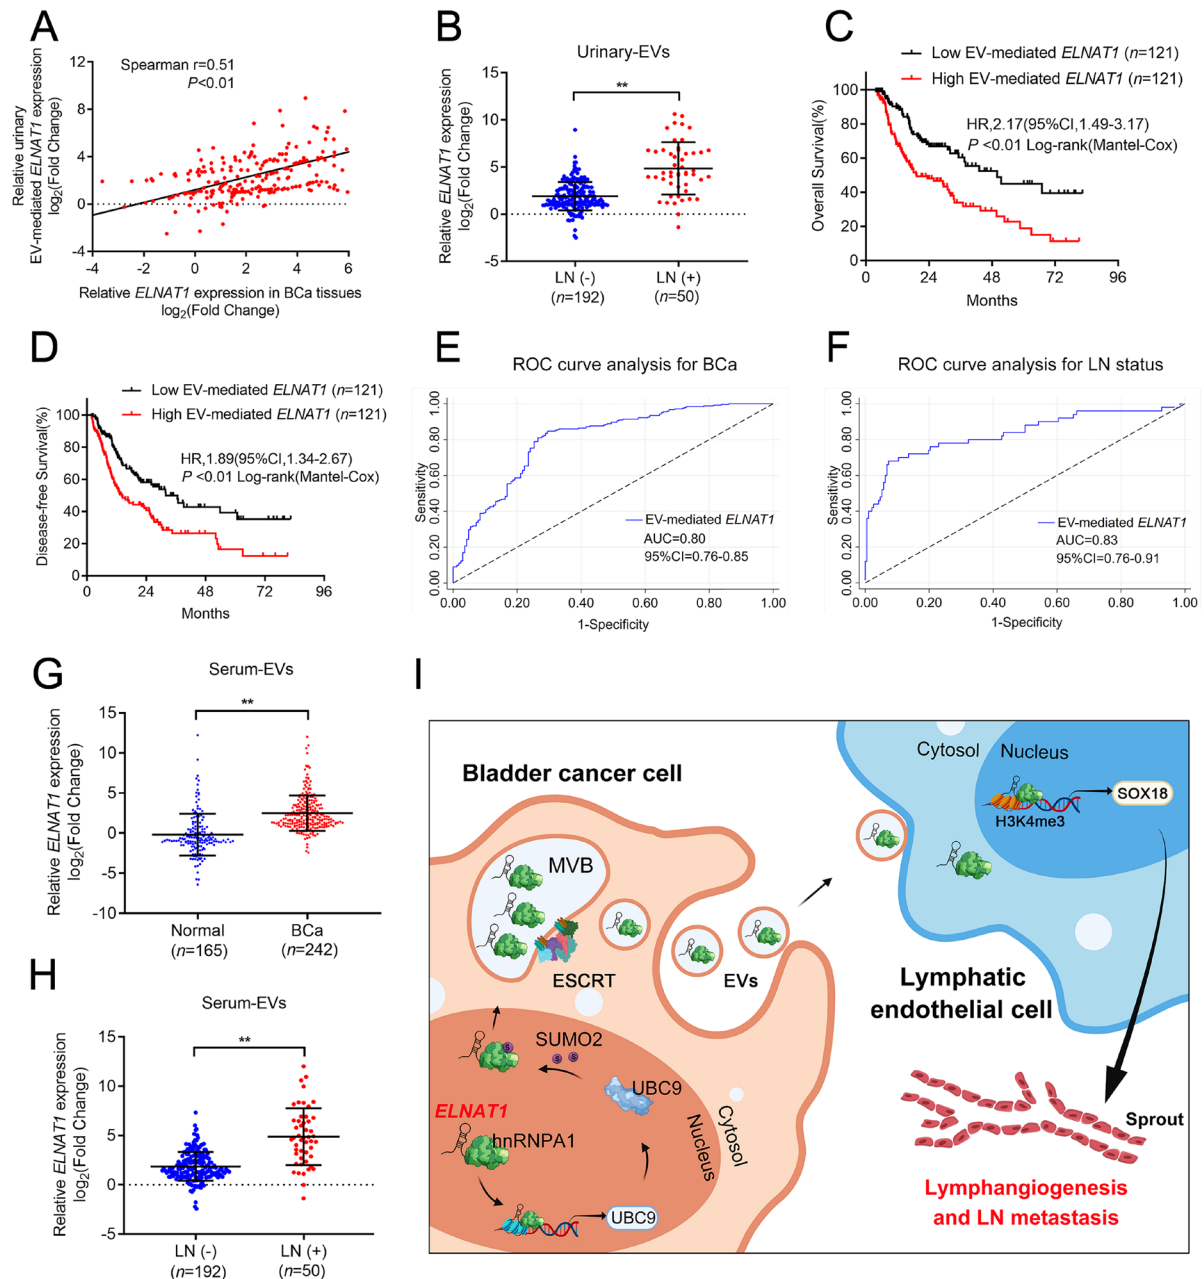 A
Relative urinary
EV-mediated ELNAT1 expression
log2(Fold Change)
12
8
4
0
-4
Spearman r=0.51
P<0.01
-4
-2
0
2
4
6
Relative ELNAT1 expression in BCa tissues
log2(Fold Change)
B
Urinary-EVs
Relative ELNAT1 expression
log2(Fold Change)
15
10
5
0
-5
**
LN (-)
(n=192)
LN (+)
(n=50)
C
Low EV-mediated ELNAT1 (n=121)
High EV-mediated ELNAT1 (n=121)
Overall Survival(%)
100
80
60
40
20
0
HR,2.17(95%CI,1.49-3.17)
P <0.01 Log-rank(Mantel-Cox)
0
24
48
72
96
Months
D
Low EV-mediated ELNAT1 (n=121)
High EV-mediated ELNAT1 (n=121)
Disease-free Survival(%)
100
80
60
40
20
0
HR,1.89(95%CI,1.34-2.67)
P <0.01 Log-rank(Mantel-Cox)
0
24
48
72
96
Months
E
ROC curve analysis for BCa
Sensitivity
1.00
0.80
0.60
0.40
0.20
0.00
EV-mediated ELNAT1
AUC=0.80
95%CI=0.76-0.85
0.00
0.20
0.40
0.60
0.80
1.00
1-Specificity
F
ROC curve analysis for LN status
Sensitivity
1.00
0.80
0.60
0.40
0.20
0.00
EV-mediated ELNAT1
AUC=0.83
95%CI=0.76-0.91
0.00
0.20
0.40
0.60
0.80
1.00
1-Specificity
G
Serum-EVs
Relative ELNAT1 expression
log2(Fold Change)
15
10
5
0
-5
-10
**
Normal
(n=165)
BCa
(n=242)
H
Serum-EVs
Relative ELNAT1 expression
log2(Fold Change)
15
10
5
0
-5
**
LN (-)
(n=192)
LN (+)
(n=50)
I
Bladder cancer cell
MVB
ESCRT
EVs
SUMO2
S
S
S
UBC9
ELNAT1
hnRNPA1
UBC9
Nucleus
Cytosol
Cytosol
Nucleus
H3K4me3
SOX18
Lymphatic
endothelial cell
Sprout
Lymphangiogenesis
and LN metastasis